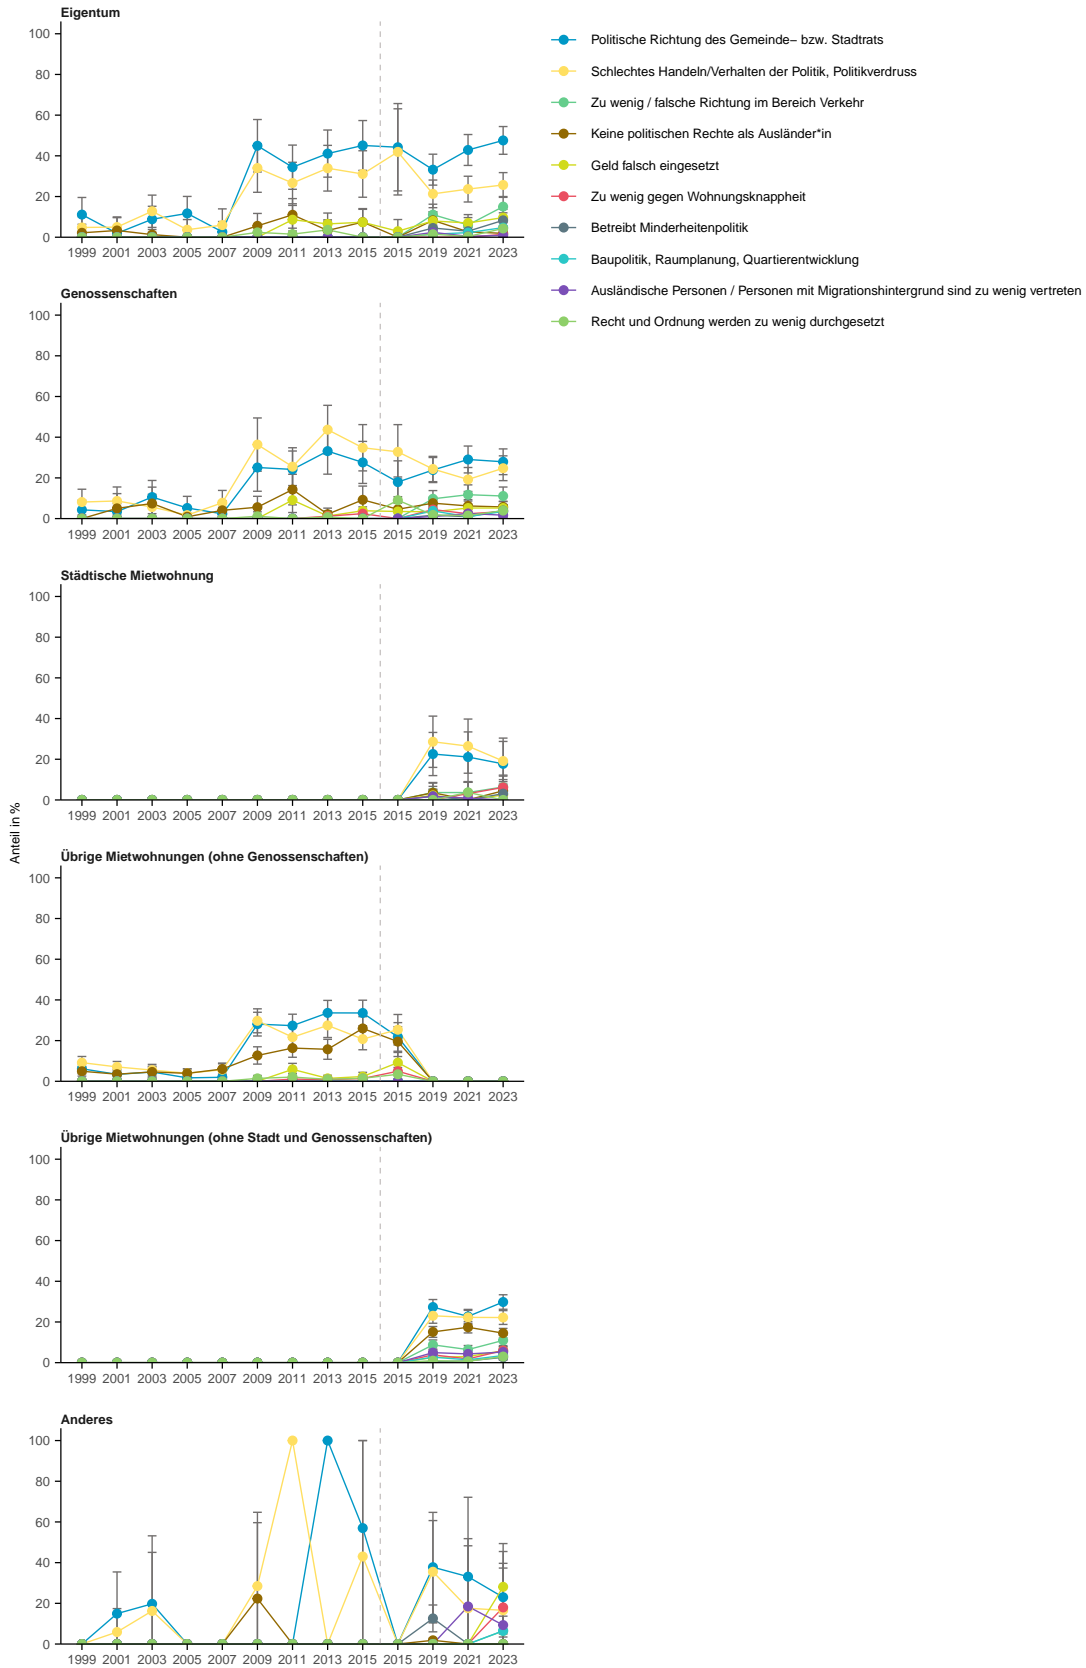 Eigentum
100
80
60
40
20
0
1999 2001 2003 2005 2007 2009 2011 2013 2015 2015 2019 2021 2023
Politische Richtung des Gemeinde− bzw. Stadtrats
Schlechtes Handeln/Verhalten der Politik, Politikverdruss
Zu wenig / falsche Richtung im Bereich Verkehr
Keine politischen Rechte als Ausländer*in
Geld falsch eingesetzt
Zu wenig gegen Wohnungsknappheit
Betreibt Minderheitenpolitik
Baupolitik, Raumplanung, Quartierentwicklung
Ausländische Personen / Personen mit Migrationshintergrund sind zu wenig vertreten
Recht und Ordnung werden zu wenig durchgesetzt
Genossenschaften
100
80
60
40
20
0
1999 2001 2003 2005 2007 2009 2011 2013 2015 2015 2019 2021 2023
Städtische Mietwohnung
100
80
60
40
20
0
1999 2001 2003 2005 2007 2009 2011 2013 2015 2015 2019 2021 2023
Anteil in %
Übrige Mietwohnungen (ohne Genossenschaften)
100
80
60
40
20
0
1999 2001 2003 2005 2007 2009 2011 2013 2015 2015 2019 2021 2023
Übrige Mietwohnungen (ohne Stadt und Genossenschaften)
100
80
60
40
20
0
1999 2001 2003 2005 2007 2009 2011 2013 2015 2015 2019 2021 2023
Anderes
100
80
60
40
20
0
1999 2001 2003 2005 2007 2009 2011 2013 2015 2015 2019 2021 2023